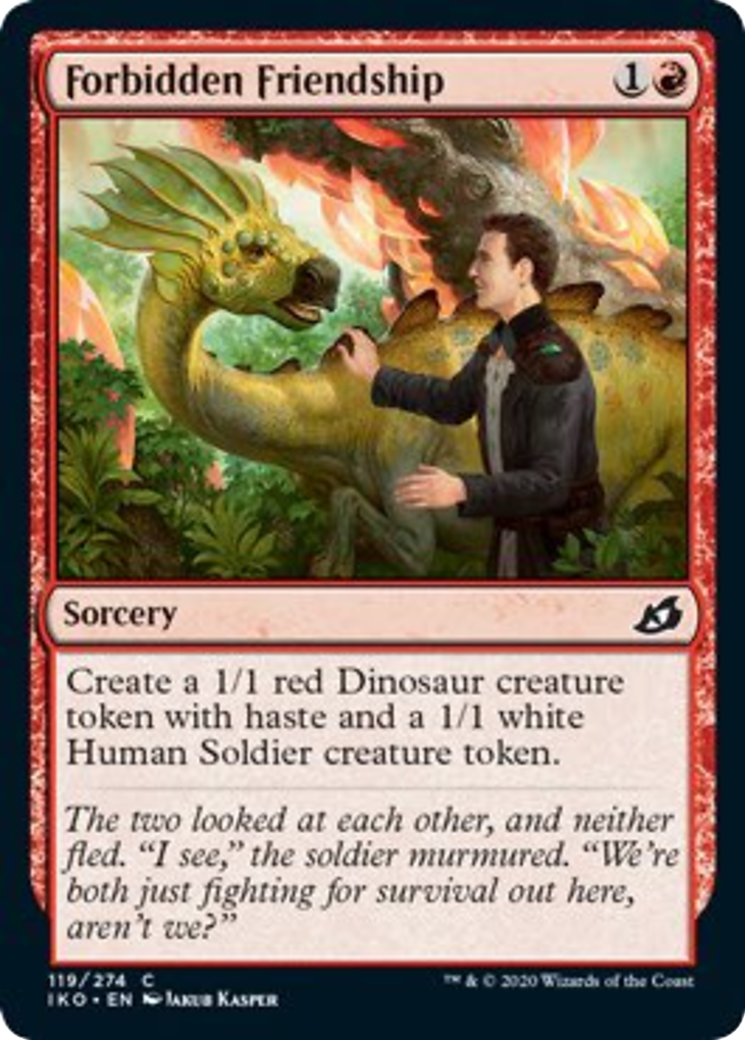 Forbidden Friendship 1
Sorcery
Create a 1/1 red Dinosaur creature
token with haste and a 1/1 white
Human Soldier creature token.
The two looked at each other, and neither
fled. “I see,” the soldier murmured. “We’re
both just fighting for survival out here,
aren’t we?”
119/274 C
IKO • EN Jakub Kasper
™ & © 2020 Wizards of the Coast